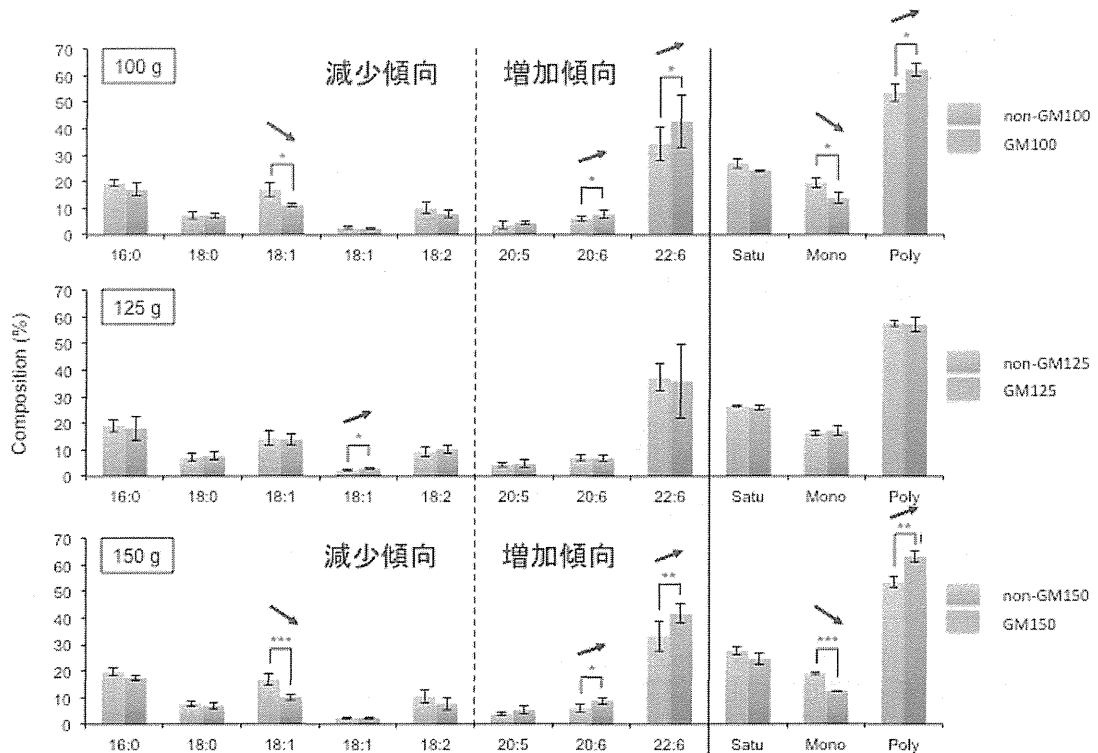 100 g
減少傾向
増加傾向
70
60
50
40
30
20
10
0
*
*
*
*
*
16:0
18:0
18:1
18:1
18:2
20:5
20:6
22:6
Satu
Mono
Poly
non-GM100
GM100
Composition (%)
125 g
70
60
50
40
30
20
10
0
*
16:0
18:0
18:1
18:1
18:2
20:5
20:6
22:6
Satu
Mono
Poly
non-GM125
GM125
150 g
減少傾向
増加傾向
70
60
50
40
30
20
10
0
***
*
**
***
**
16:0
18:0
18:1
18:1
18:2
20:5
20:6
22:6
Satu
Mono
Poly
non-GM150
GM150